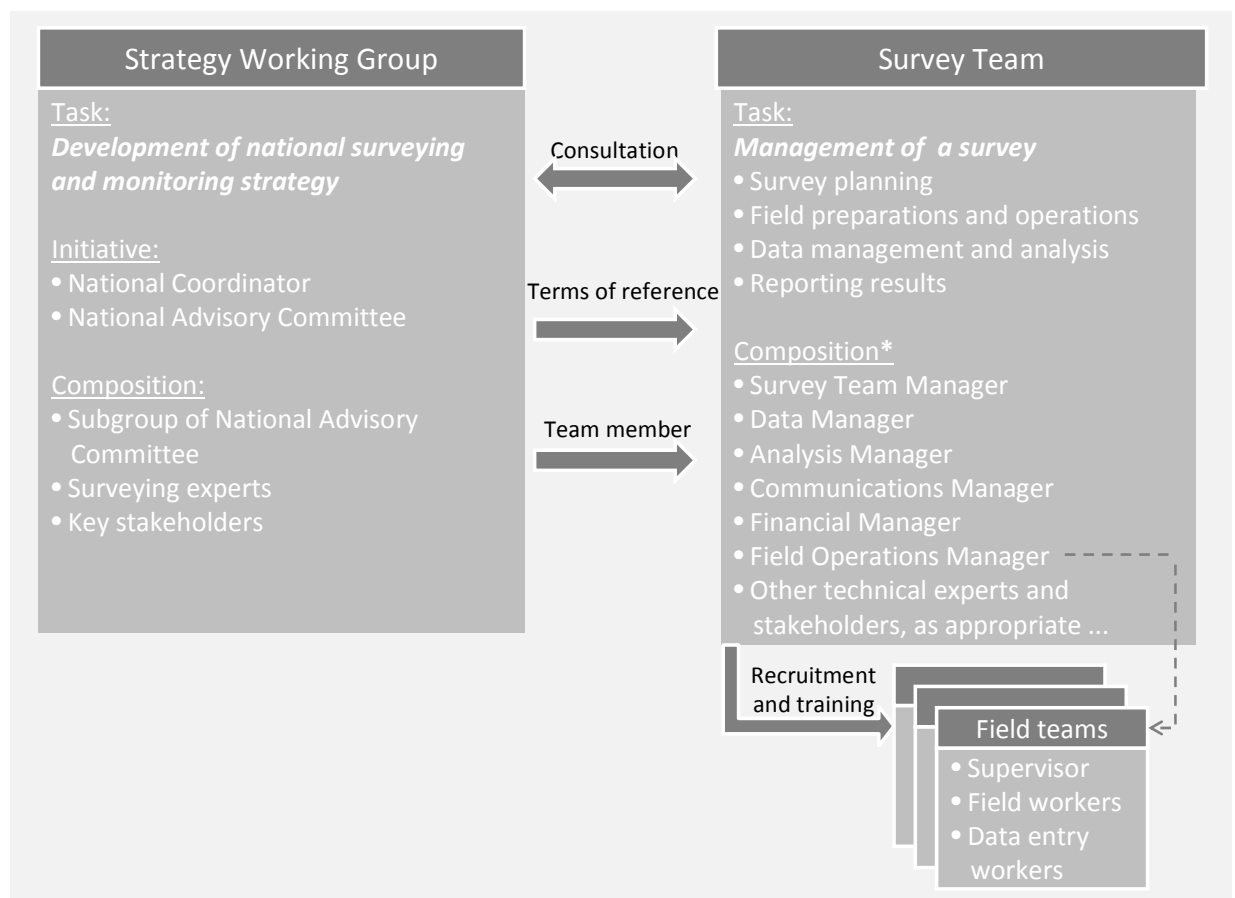 Strategy Working Group
Task:
Development of national surveying
and monitoring strategy
Initiative:
• National Coordinator
• National Advisory Committee
Composition:
• Subgroup of National Advisory
Committee
• Surveying experts
• Key stakeholders
Consultation
Terms of reference
Team member
Survey Team
Task:
Management of a survey
• Survey planning
• Field preparations and operations
• Data management and analysis
• Reporting results
Composition*
• Survey Team Manager
• Data Manager
• Analysis Manager
• Communications Manager
• Financial Manager
• Field Operations Manager
• Other technical experts and
stakeholders, as appropriate ...
Recruitment
and training
Field teams
• Supervisor
• Field workers
• Data entry
workers